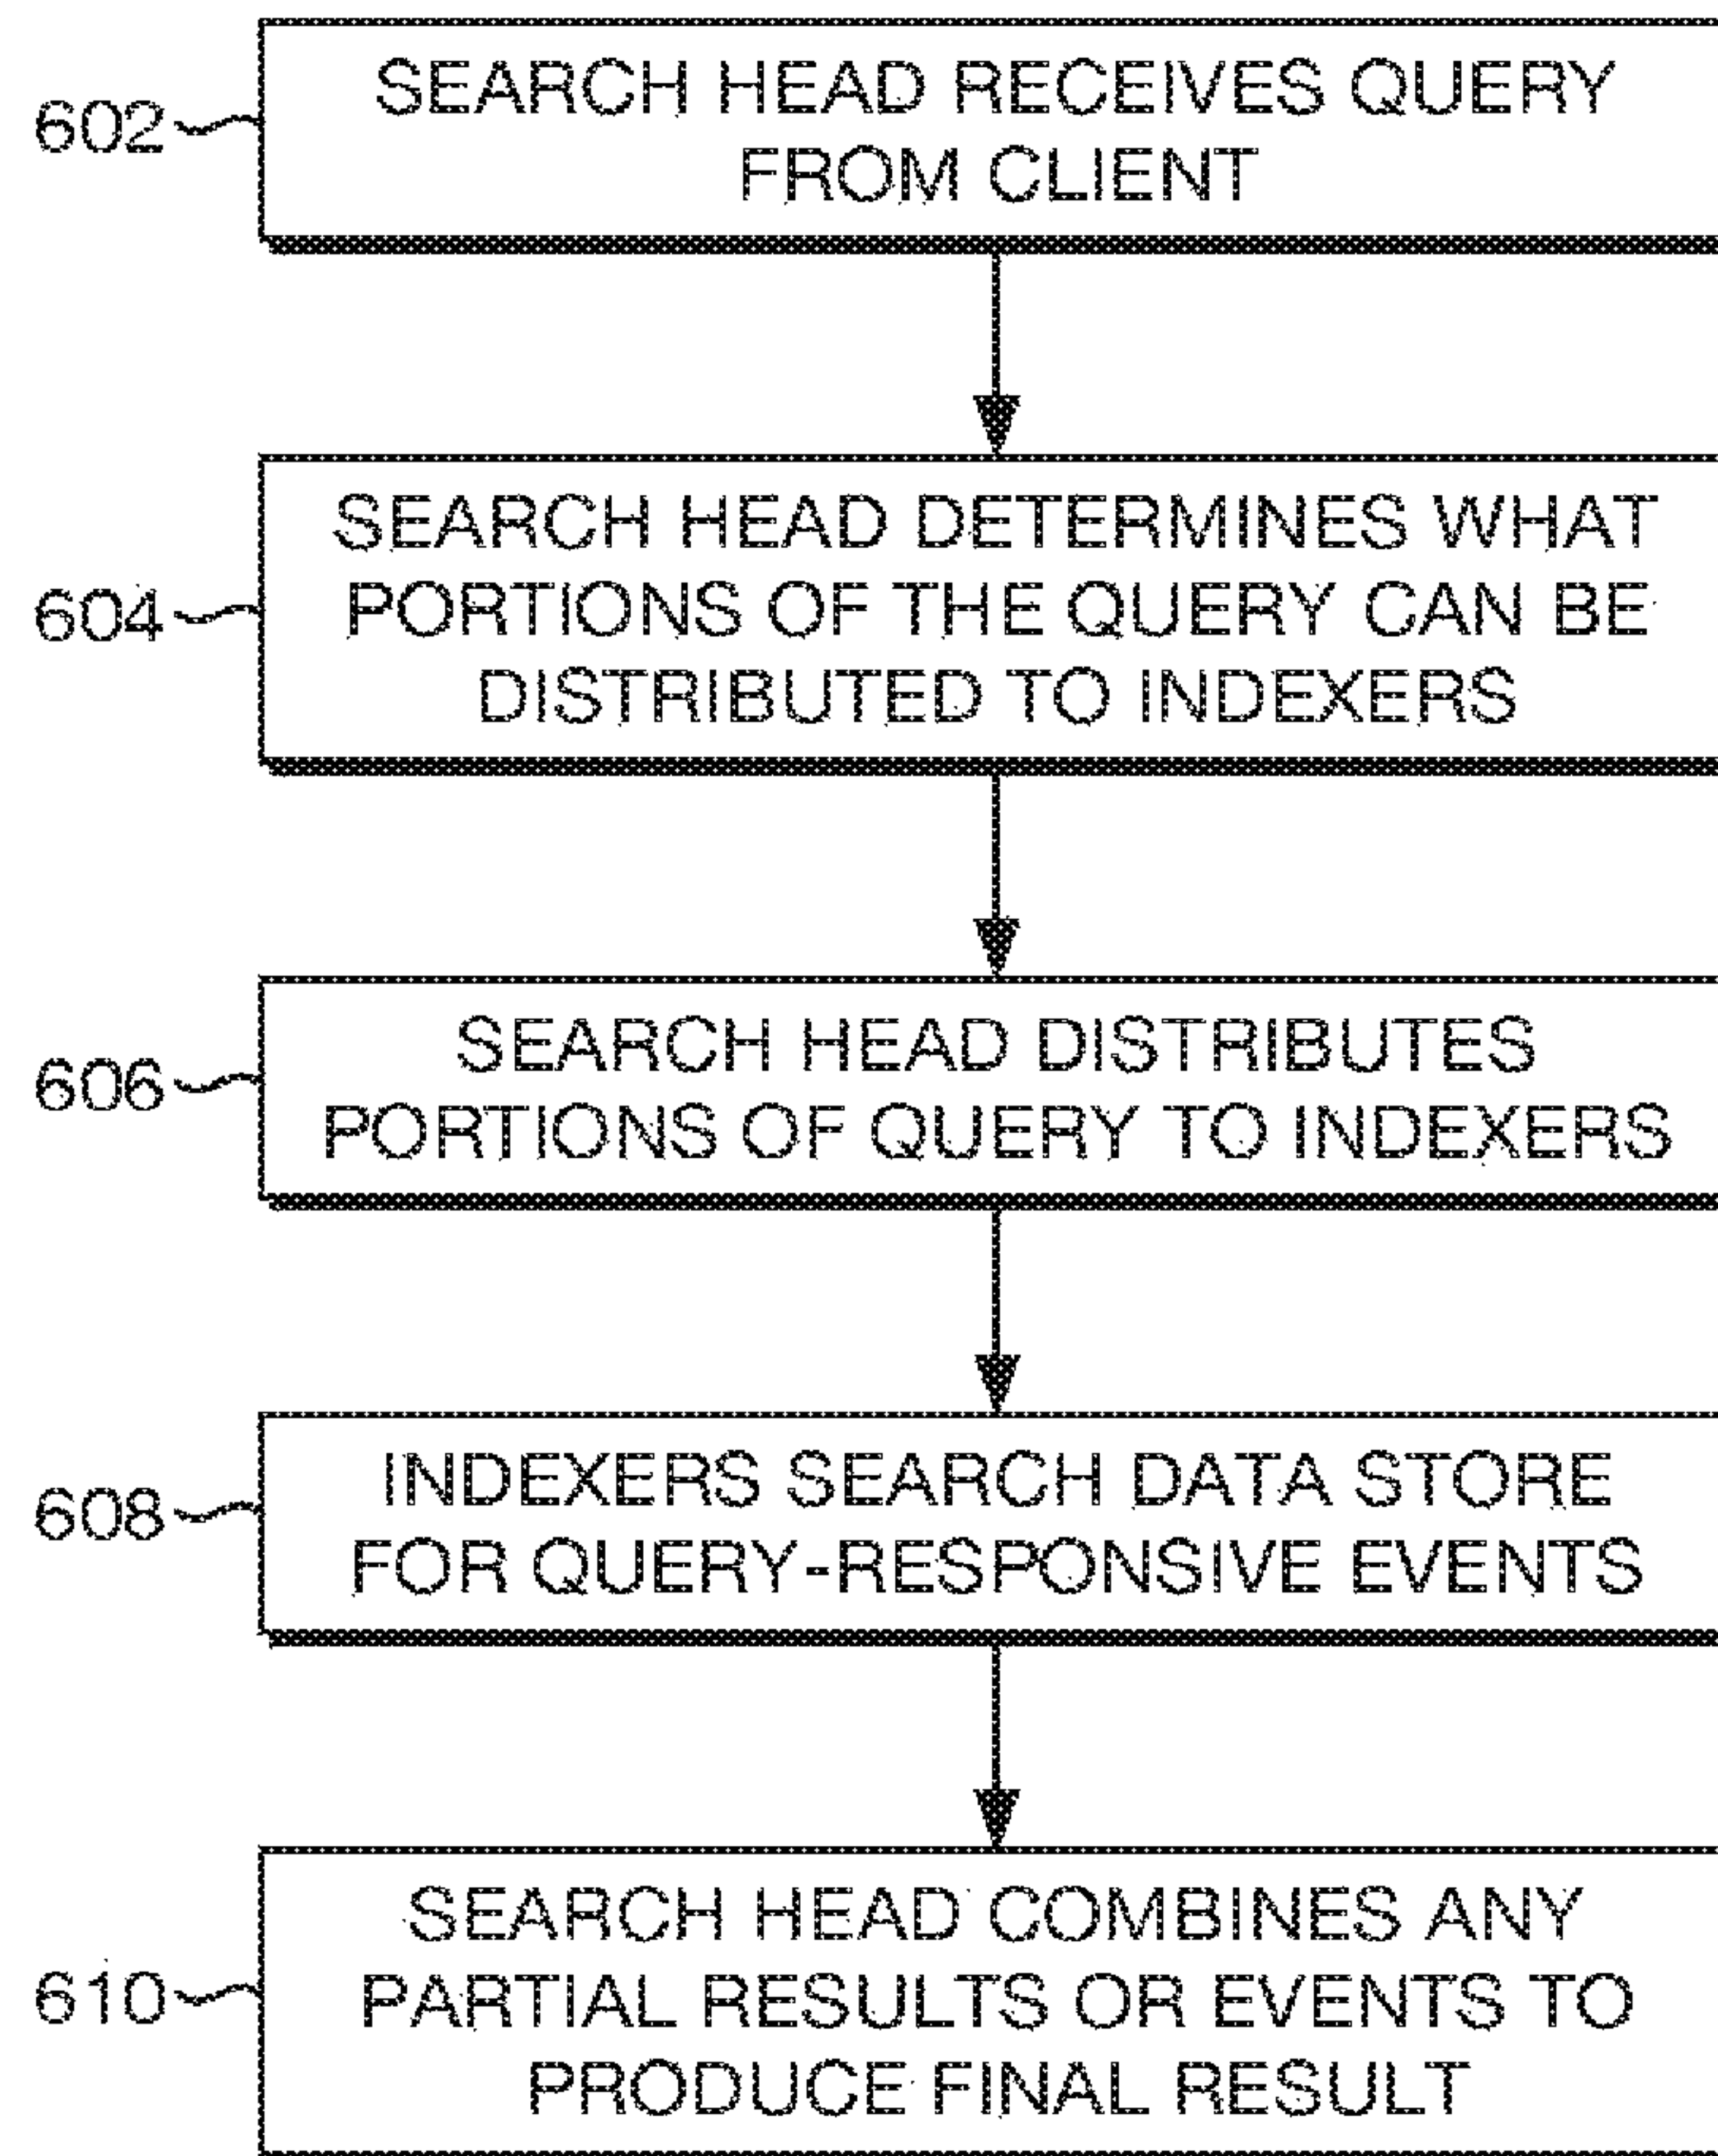 602
SEARCH HEAD RECEIVES QUERY
FROM CLIENT
604
SEARCH HEAD DETERMINES WHAT
PORTIONS OF THE QUERY CAN BE
DISTRIBUTED TO INDEXERS
606
SEARCH HEAD DISTRIBUTES
PORTIONS OF QUERY TO INDEXERS
608
INDEXERS SEARCH DATA STORE
FOR QUERY-RESPONSIVE EVENTS
610
SEARCH HEAD COMBINES ANY
PARTIAL RESULTS OR EVENTS TO
PRODUCE FINAL RESULT